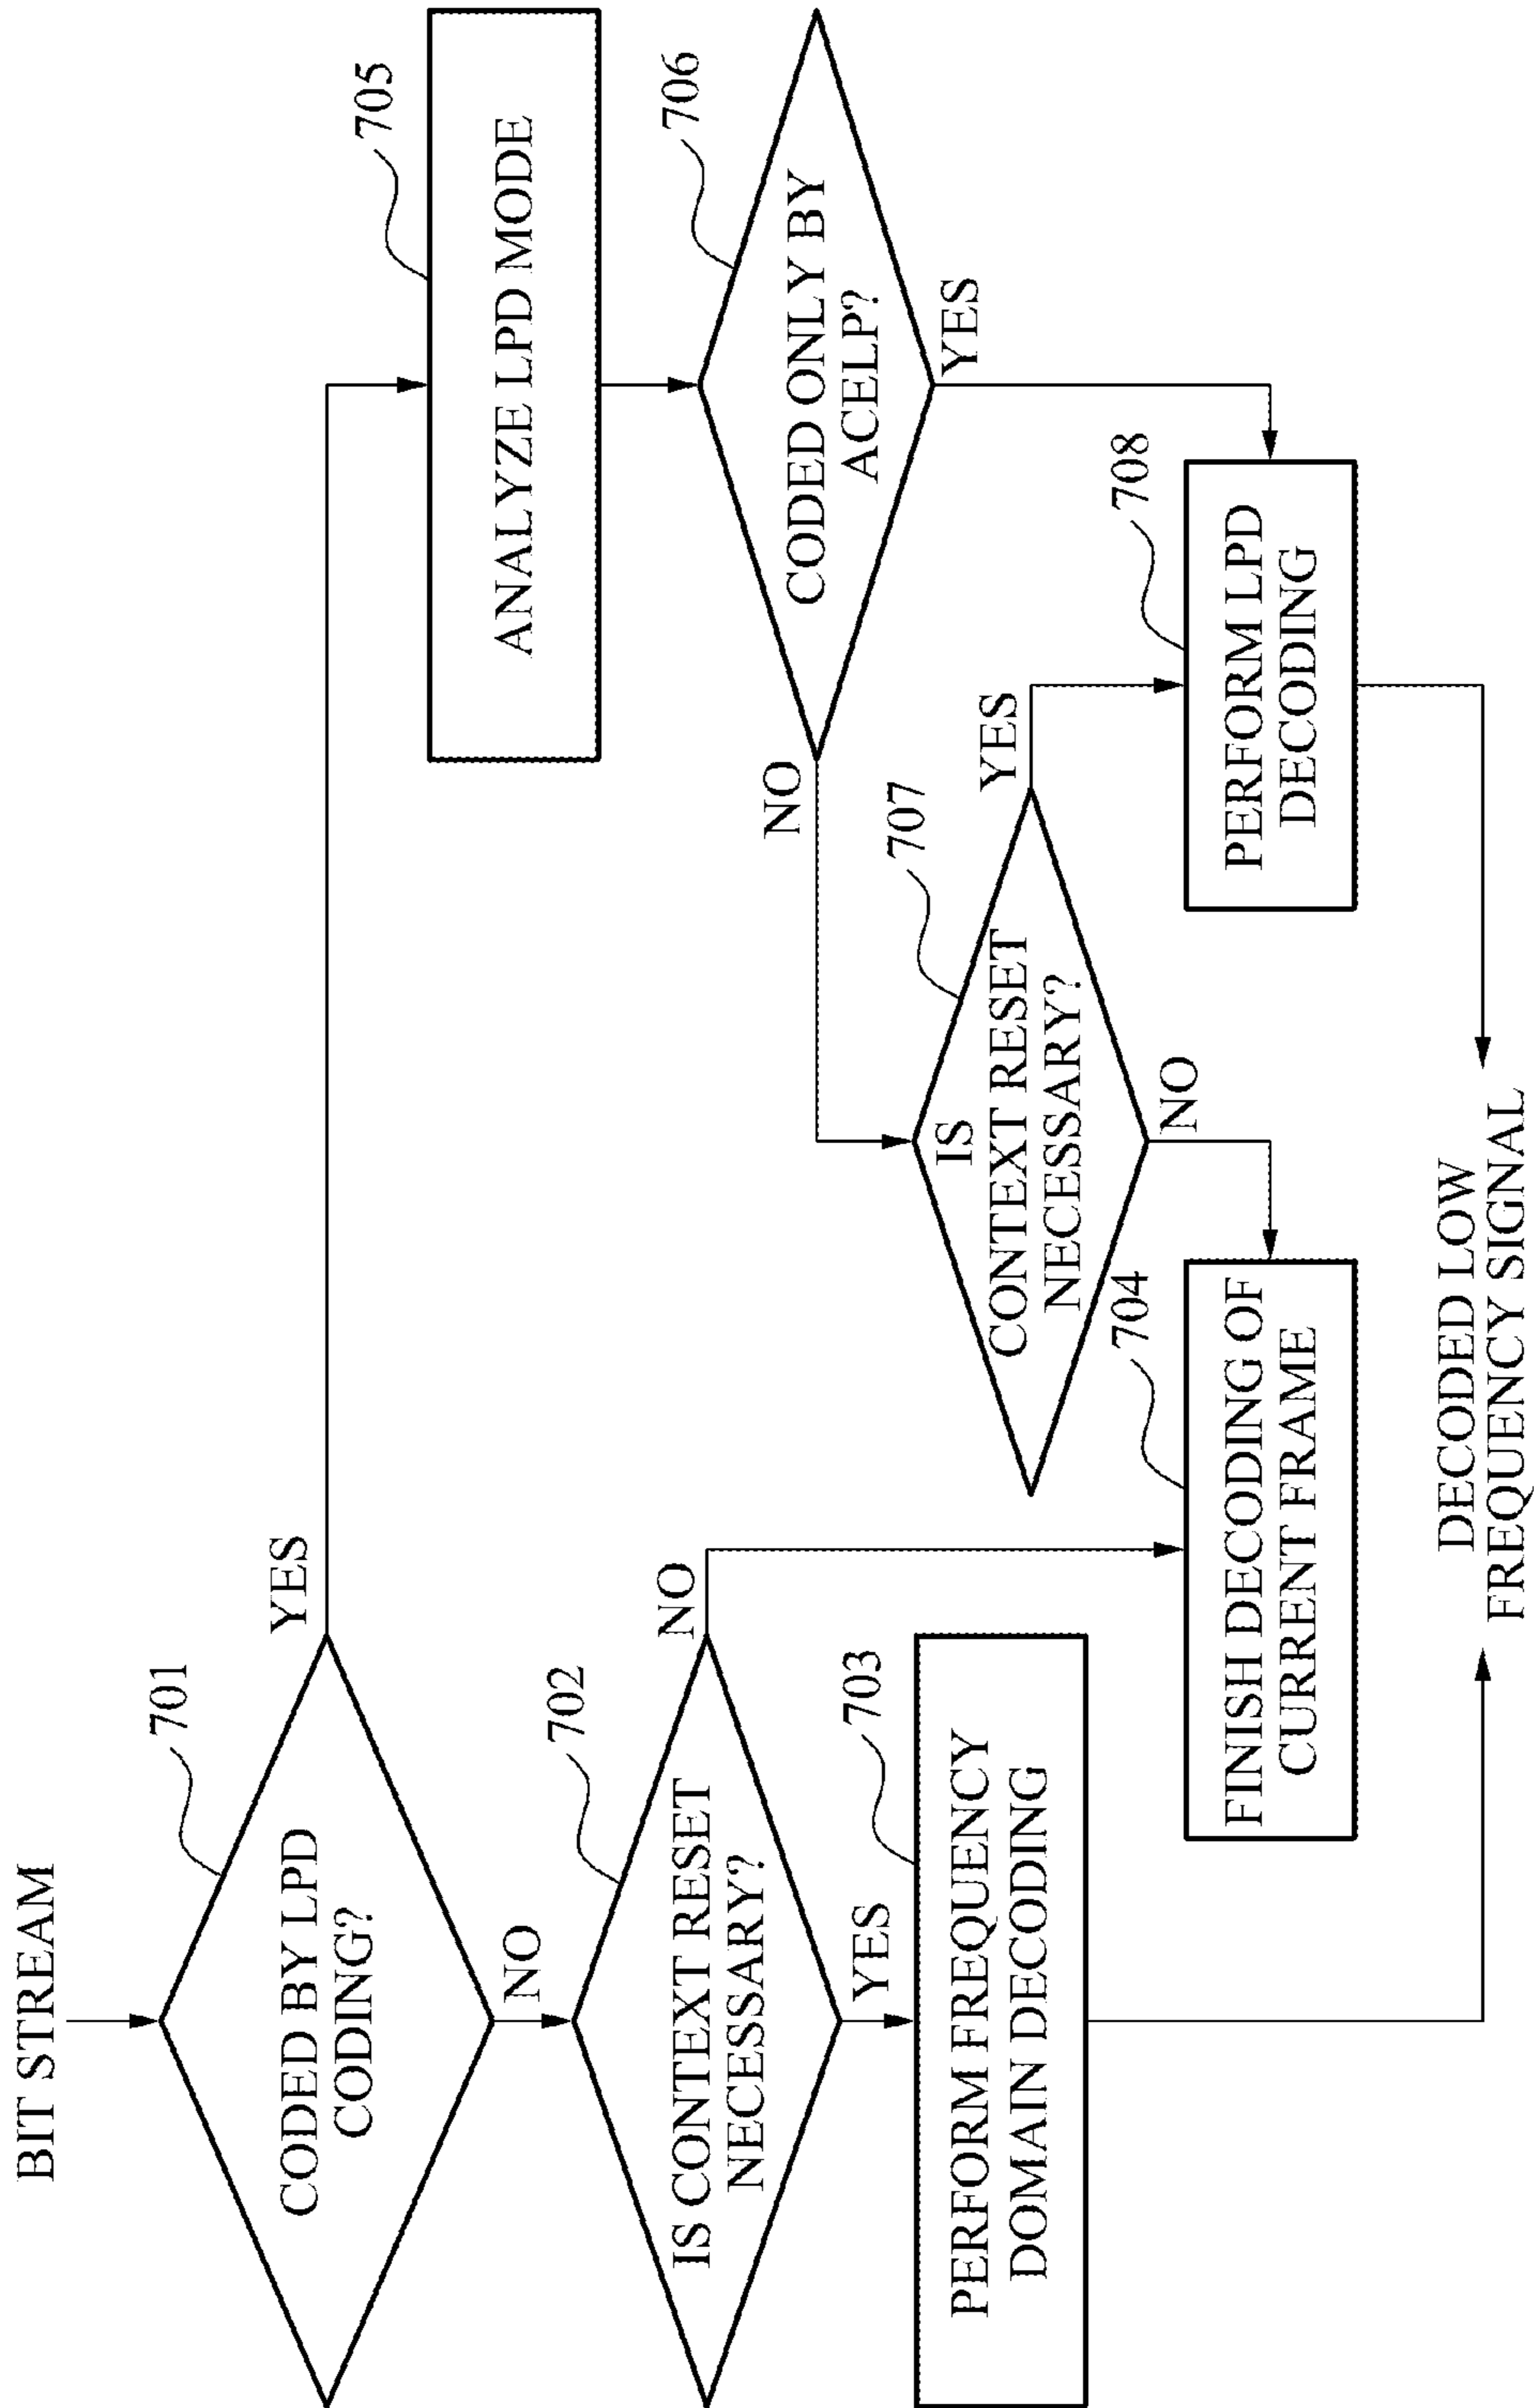 BIT STREAM
701
CODED BY LPD
CODING?
YES
NO
702
IS CONTEXT RESET
NECESSARY?
NO
YES
703
PERFORM FREQUENCY
DOMAIN DECODING
704
FINISH DECODING OF
CURRENT FRAME
705
ANALYZE LPD MODE
706
CODED ONLY BY
ACELP?
NO
YES
707
IS
CONTEXT RESET
NECESSARY?
YES
NO
708
PERFORM LPD
DECODING
DECODED LOW
FREQUENCY SIGNAL